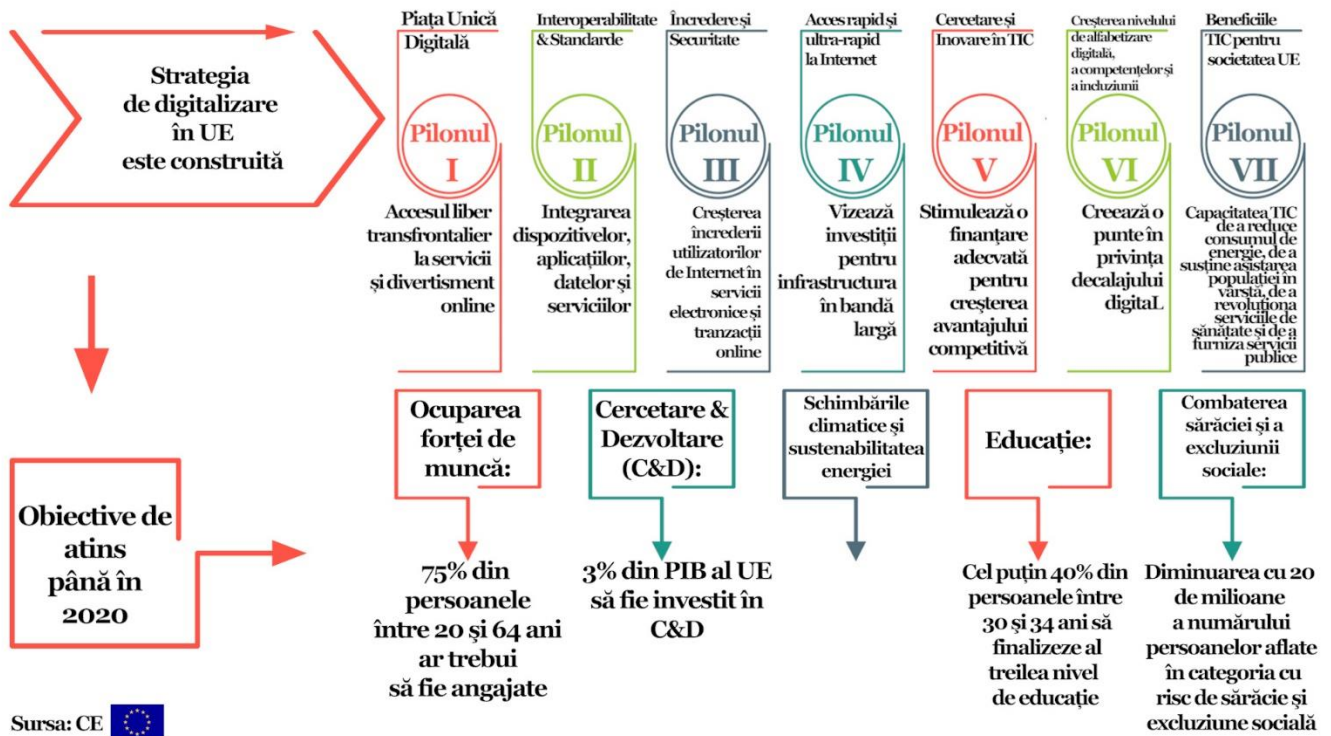 Strategia
de digitalizare
în UE
este construită
Piața Unică
Digitală
Pilonul
I
Accesul liber
transfrontalier
la servicii
și divertisment
online
Interoperabilitate
& Standarde
Pilonul
II
Integrarea
dispozitivelor,
aplicațiilor,
datelor și
serviciilor
Încredere și
Securitate
Pilonul
III
Creșterea
încrederii
utilizatorilor
de Internet în
servicii
electronice și
tranzacții
online
Acces rapid și
ultra-rapid
la Internet
Pilonul
IV
Vizează
investiții
pentru
infrastructura
în bandă
largă
Cercetare și
Inovare în TIC
Pilonul
V
Stimulează o
finanțare
adecvată
pentru
creșterea
avantajului
competitivă
Creșterea nivelului
de alfabetizare
digitală,
a competențelor și
a incluziunii
Pilonul
VI
Creează o
punte în
privința
decalajului
digitaL
Beneficiile
TIC pentru
societatea UE
Pilonul
VII
Capacitatea TIC
de a reduce
consumul de
energie, de a
susține asistarea
populației în
vârstă, de a
revoluționa
serviciile de
sănătate și de a
furniza servicii
publice
Obiective de
atins
până în
2020
Ocuparea
forței de
muncă:
75% din
persoanele
între 20 și 64 ani
ar trebui
să fie angajate
Cercetare &
Dezvoltare
(C&D):
3% din PIB al UE
să fie investit în
C&D
Schimbările
climatice și
sustenabilitatea
energiei
Educație:
Cel puțin 40% din
persoanele între
30 și 34 ani să
finalizeze al
treilea nivel
de educație
Combaterea
sărăciei și a
excluziunii
sociale:
Diminuarea cu 20
de milioane
a numărului
persoanelor aflate
în categoria cu
risc de sărăcie și
excluziune socială
Sursa: CE